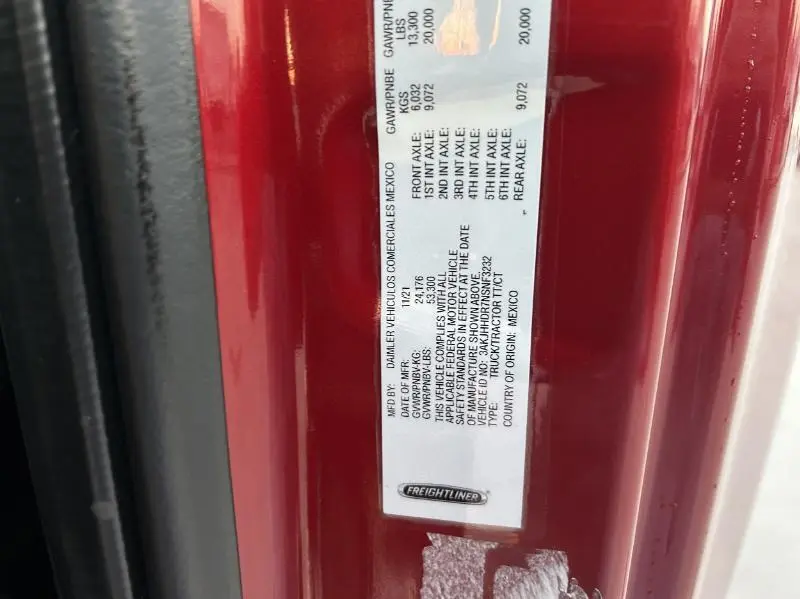 FREIGHTLINER
MFD BY: DAIMLER VEHICULOS COMERCIALES MEXICO
DATE OF MFR: 11/21
GVWR/PNBV-KG: 24,176
GVWR/PNBV-LBS: 53,300
THIS VEHICLE COMPLIES WITH ALL
APPLICABLE FEDERAL MOTOR VEHICLE
SAFETY STANDARDS IN EFFECT AT THE DATE
OF MANUFACTURE SHOWN ABOVE.
VEHICLE ID NO: 3AKJHHDR7NSNF3232
TYPE: TRUCK/TRACTOR TT/CT
COUNTRY OF ORIGIN: MEXICO
GAWR/PNBE GAWR/PNB
KGS LBS
FRONT AXLE: 6,032 13,300
1ST INT AXLE: 9,072 20,000
2ND INT AXLE:
3RD INT AXLE:
4TH INT AXLE:
5TH INT AXLE:
6TH INT AXLE:
REAR AXLE: 9,072 20,000